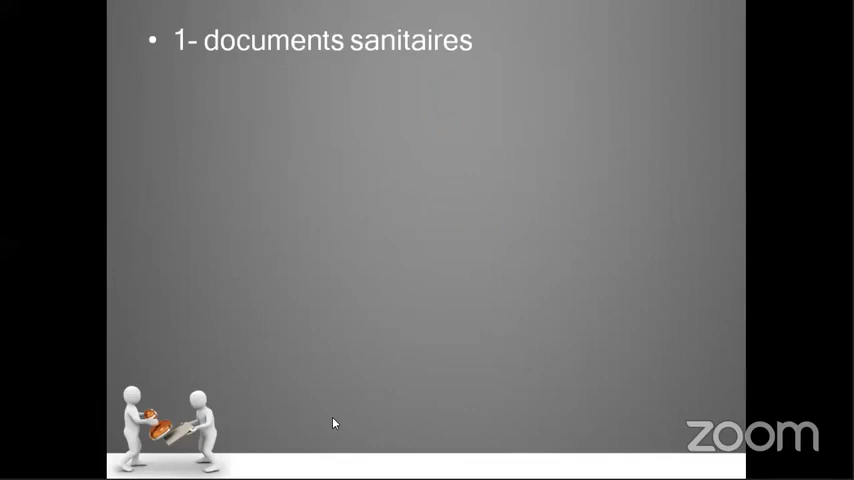 • 1- documents sanitaires
zoom